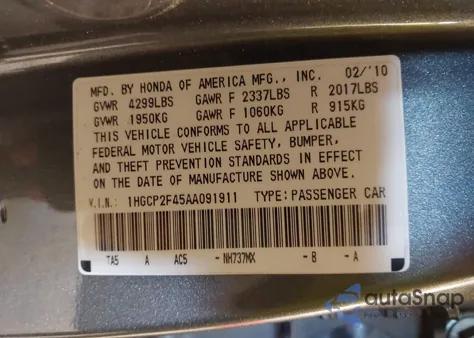 MFD. BY HONDA OF AMERICA MFG., INC. 02/'10
GVWR 4299LBS GAWR F 2337LBS R 2017LBS
GVWR 1950KG GAWR F 1060KG R 915KG
THIS VEHICLE CONFORMS TO ALL APPLICABLE
FEDERAL MOTOR VEHICLE SAFETY, BUMPER,
AND THEFT PREVENTION STANDARDS IN EFFECT
ON THE DATE OF MANUFACTURE SHOWN ABOVE.
V.I.N.: 1HGCP2F45AA091911 TYPE: PASSENGER CAR
TA5 A AC5 -NH737MX -B -A
autoSnap